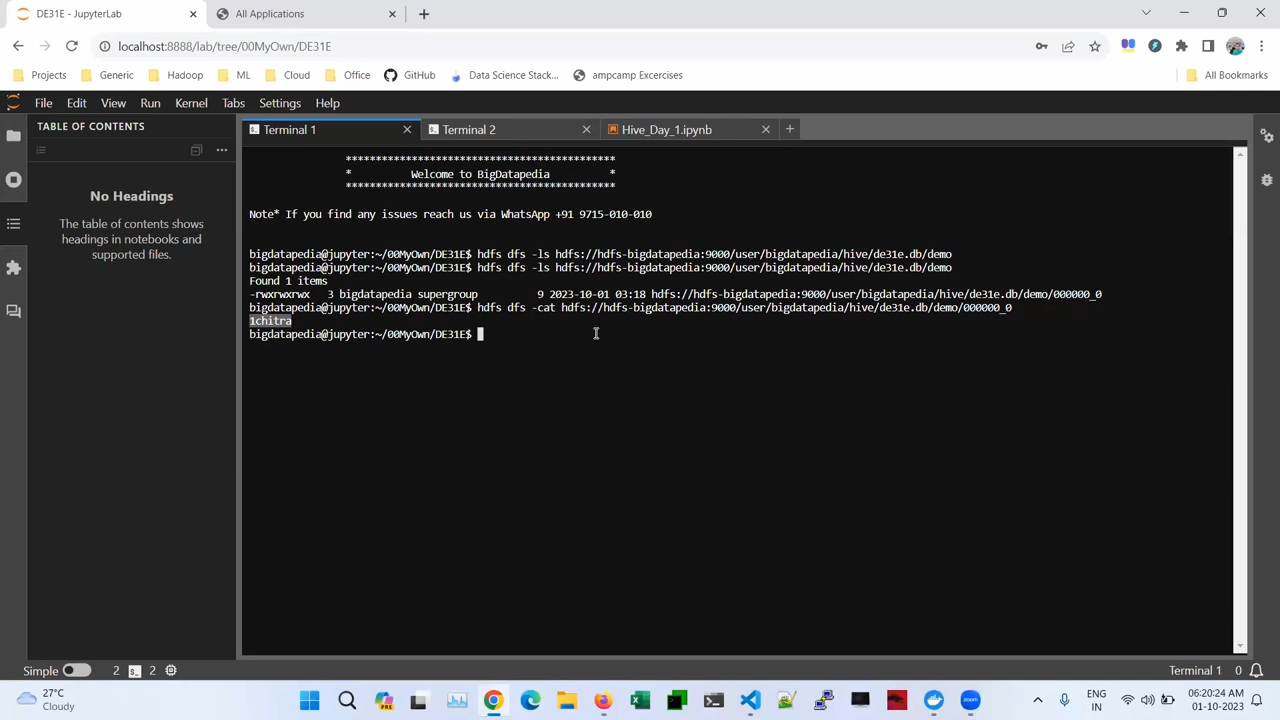 DE31E - JupyterLab
All Applications
localhost:8888/lab/tree/00MyOwn/DE31E
Projects
Generic
Hadoop
ML
Cloud
Office
GitHub
Data Science Stack...
ampcamp Excercises
All Bookmarks
File Edit View Run Kernel Tabs Settings Help
TABLE OF CONTENTS
Terminal 1
Terminal 2
Hive_Day_1.ipynb
No Headings
The table of contents shows
headings in notebooks and
supported files.
********************************************
* Welcome to BigDatapedia *
********************************************
Note* If you find any issues reach us via WhatsApp +91 9715-010-010
bigdatapedia@jupyter:~/00MyOwn/DE31E$ hdfs dfs -ls hdfs://hdfs-bigdatapedia:9000/user/bigdatapedia/hive/de31e.db/demo
bigdatapedia@jupyter:~/00MyOwn/DE31E$ hdfs dfs -ls hdfs://hdfs-bigdatapedia:9000/user/bigdatapedia/hive/de31e.db/demo
Found 1 items
-rwxrwxrwx 3 bigdatapedia supergroup 9 2023-10-01 03:18 hdfs://hdfs-bigdatapedia:9000/user/bigdatapedia/hive/de31e.db/demo/000000_0
bigdatapedia@jupyter:~/00MyOwn/DE31E$ hdfs dfs -cat hdfs://hdfs-bigdatapedia:9000/user/bigdatapedia/hive/de31e.db/demo/000000_0
1chitra
bigdatapedia@jupyter:~/00MyOwn/DE31E$
Simple
2
2
Terminal 1
0
27°C
Cloudy
ENG
IN
06:20:24 AM
01-10-2023